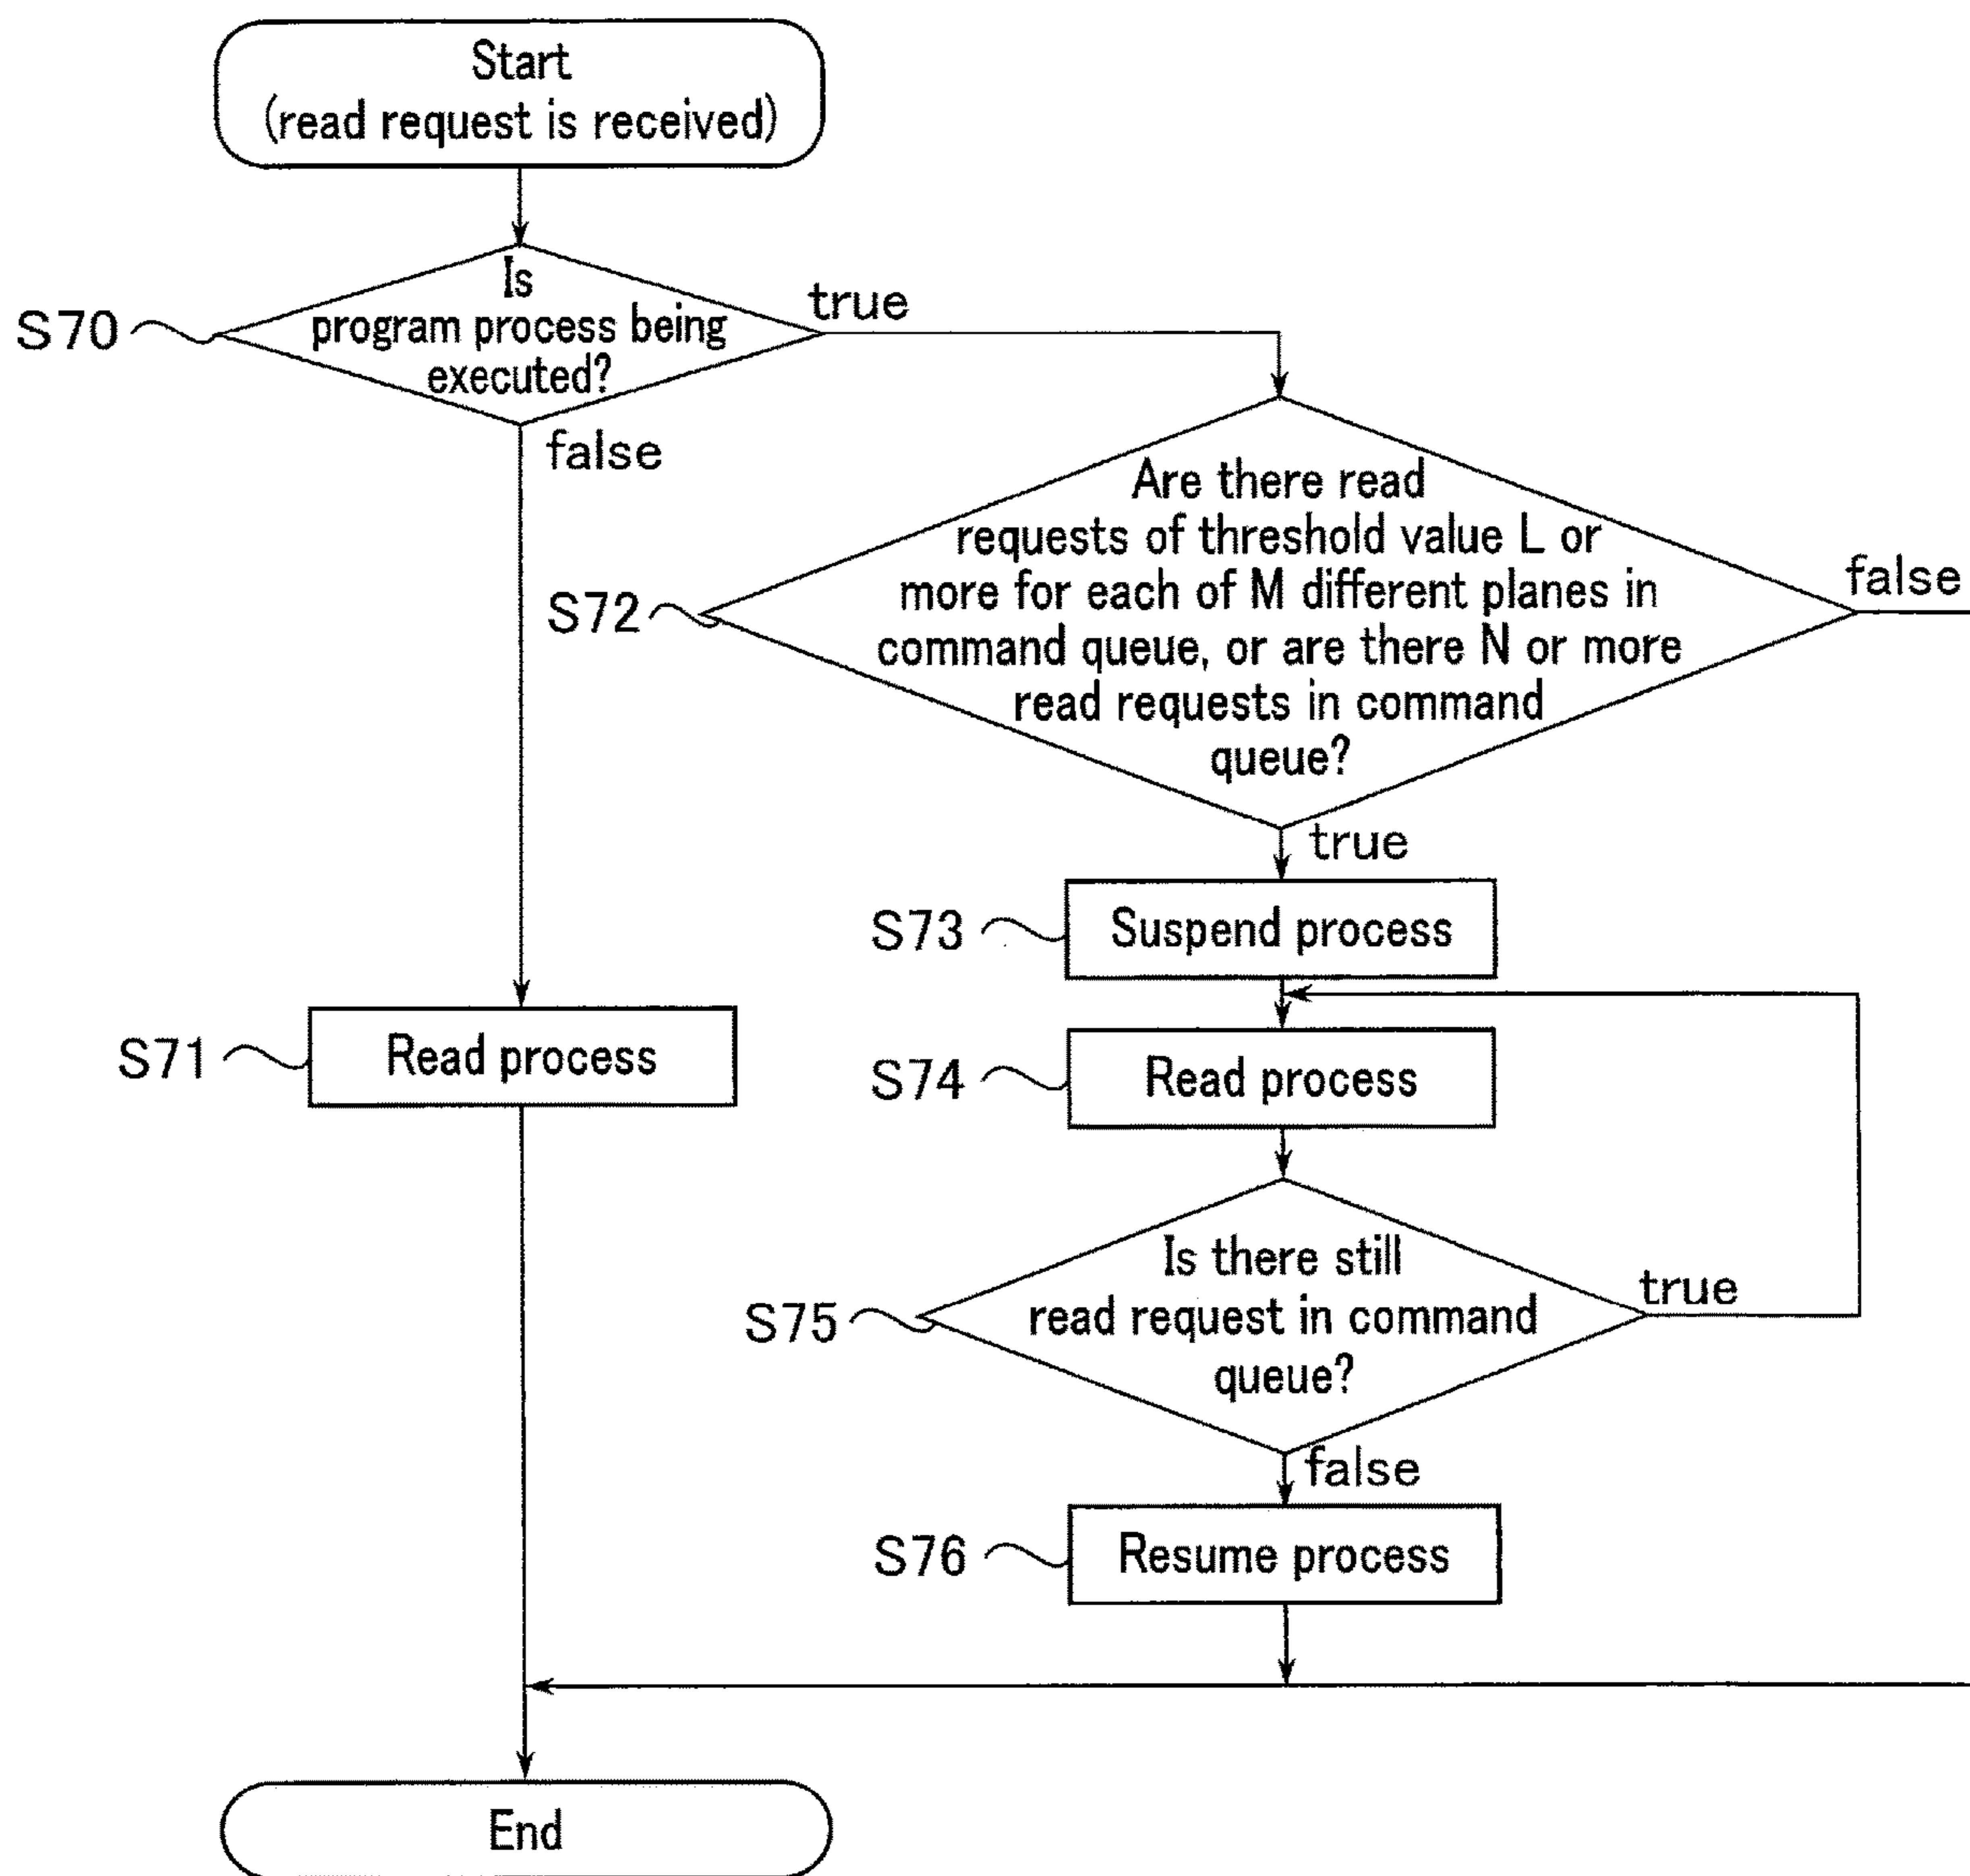 Start
(read request is received)
S70
Is
program process being
executed?
true
false
S72
Are there read
requests of threshold value L or
more for each of M different planes in
command queue, or are there N or more
read requests in command
queue?
false
true
S73
Suspend process
S71
Read process
S74
Read process
S75
Is there still
read request in command
queue?
true
false
S76
Resume process
End